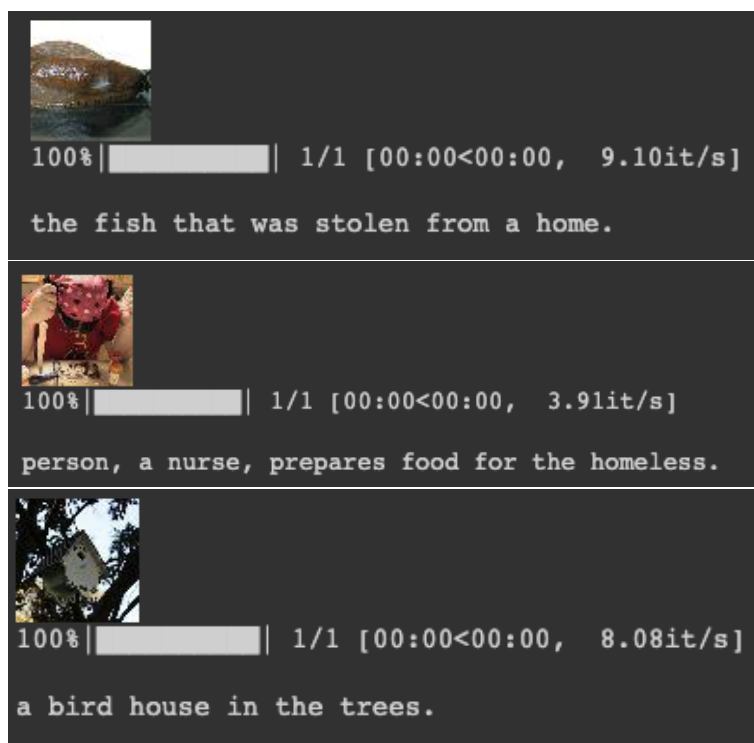 100%| | 1/1 [00:00<00:00, 9.10it/s]
the fish that was stolen from a home.
100%| | 1/1 [00:00<00:00, 3.91it/s]
person, a nurse, prepares food for the homeless.
100%| | 1/1 [00:00<00:00, 8.08it/s]
a bird house in the trees.